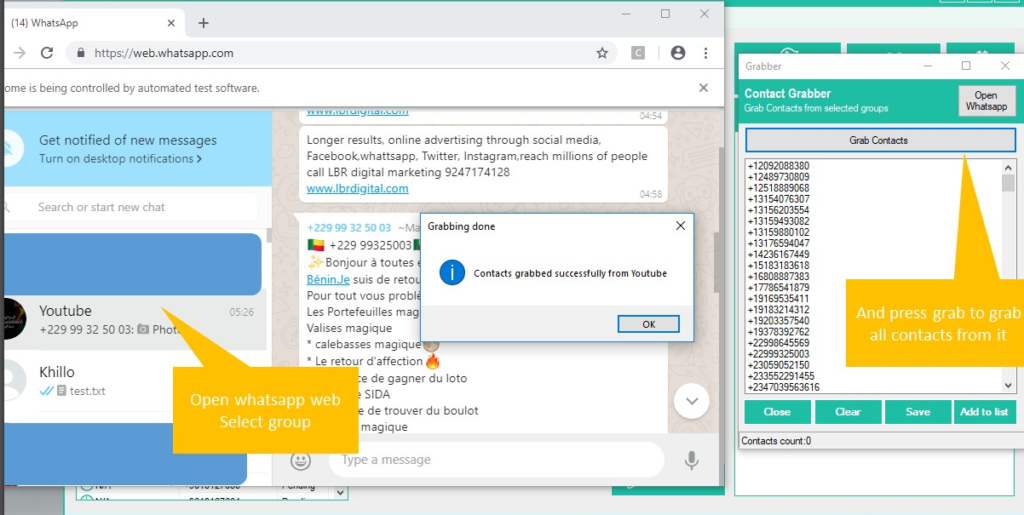 (14) WhatsApp
https://web.whatsapp.com
ome is being controlled by automated test software.
Get notified of new messages
Turn on desktop notifications
Search or start new chat
Youtube
05:26
+229 99 32 50 03: Phot
Khillo
test.txt
Open whatsapp web
Select group
www.lbrdigital.com
04:54
Longer results, online advertising through social media,
Facebook,whattsapp, Twitter, Instagram,reach millions of people
call LBR digital marketing 9247174128
www.lbrdigital.com
04:58
+229 99 32 50 03 ~Ma
+229 99325003
Bonjour à toutes e
Bénin.Je suis de retou
Pour tout vous problè
Les Portefeuilles mag
Valises magique
* calebasses magique
* Le retour d'affection
ce de gagner du loto
SIDA
e de trouver du boulot
magique
Type a message
Grabbing done
Contacts grabbed successfully from Youtube
OK
Grabber
Contact Grabber
Grab Contacts from selected groups
Open
Whatsapp
Grab Contacts
+12092088380
+12489730809
+12518889068
+13154076307
+13156203554
+13159493082
+13159880102
+13176594047
+14236167449
+15183183618
+16808887383
+17786541879
+19169535411
+19183214312
+19203357540
+19378392762
+22998645569
+22999325003
+23059052150
+233552291455
+2347039563616
And press grab to grab
all contacts from it
Close
Clear
Save
Add to list
Contacts count:0